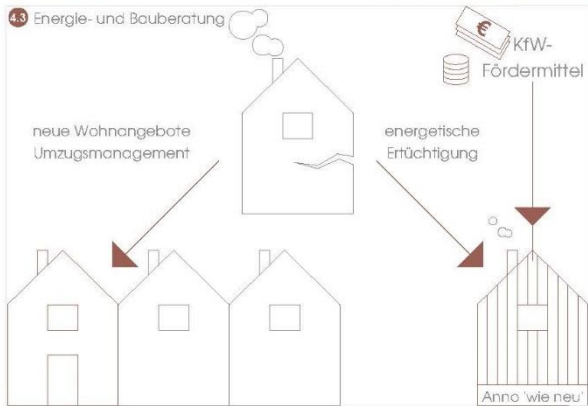 4.3 Energie- und Bauberatung
€
KfW-
Fördermittel
neue Wohnangebote
Umzugsmanagement
energetische
Ertüchtigung
Anno 'wie neu'